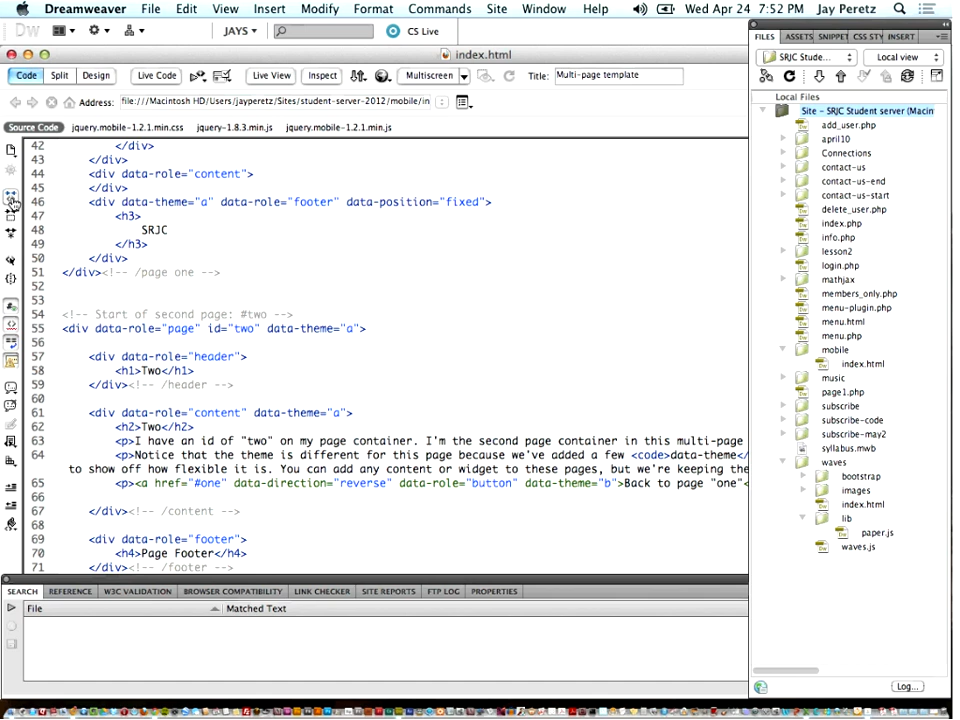 Dreamweaver File Edit View Insert Modify Format Commands Site Window Help Wed Apr 24 7:52 PM Jay Peretz
Dw JAYS CS Live
index.html
Code Split Design Live Code Live View Inspect Multiscreen Title: Multi-page template
Address: file:///Macintosh HD/Users/jayperetz/Sites/student-server-2012/mobile/in
Source Code jquery.mobile-1.2.1.min.css jquery-1.8.3.min.js jquery.mobile-1.2.1.min.js
42 </div>
43 </div>
44 <div data-role="content">
45 </div>
46 <div data-theme="a" data-role="footer" data-position="fixed">
47 <h3>
48 SRJC
49 </h3>
50 </div>
51 </div><!-- /page one -->
52
53
54 <!-- Start of second page: #two -->
55 <div data-role="page" id="two" data-theme="a">
56
57 <div data-role="header">
58 <h1>Two</h1>
59 </div><!-- /header -->
60
61 <div data-role="content" data-theme="a">
62 <h2>Two</h2>
63 <p>I have an id of "two" on my page container. I'm the second page container in this multi-page
64 <p>Notice that the theme is different for this page because we've added a few <code>data-theme</
to show off how flexible it is. You can add any content or widget to these pages, but we're keeping the
65 <p><a href="#one" data-direction="reverse" data-role="button" data-theme="b">Back to page "one"<
66
67 </div><!-- /content -->
68
69 <div data-role="footer">
70 <h4>Page Footer</h4>
71 </div><!-- /footer -->
SEARCH REFERENCE W3C VALIDATION BROWSER COMPATIBILITY LINK CHECKER SITE REPORTS FTP LOG PROPERTIES
File Matched Text
FILES ASSETS SNIPPET CSS STY INSERT
SRJC Stude... Local view
Local Files
Site - SRJC Student server (Macin
add_user.php
april10
Connections
contact-us
contact-us-end
contact-us-start
delete_user.php
index.php
info.php
lesson2
login.php
mathjax
members_only.php
menu-plugin.php
menu.html
menu.php
mobile
index.html
music
page1.php
subscribe
subscribe-code
subscribe-may2
syllabus.mwb
waves
bootstrap
images
index.html
lib
paper.js
waves.js
Log...